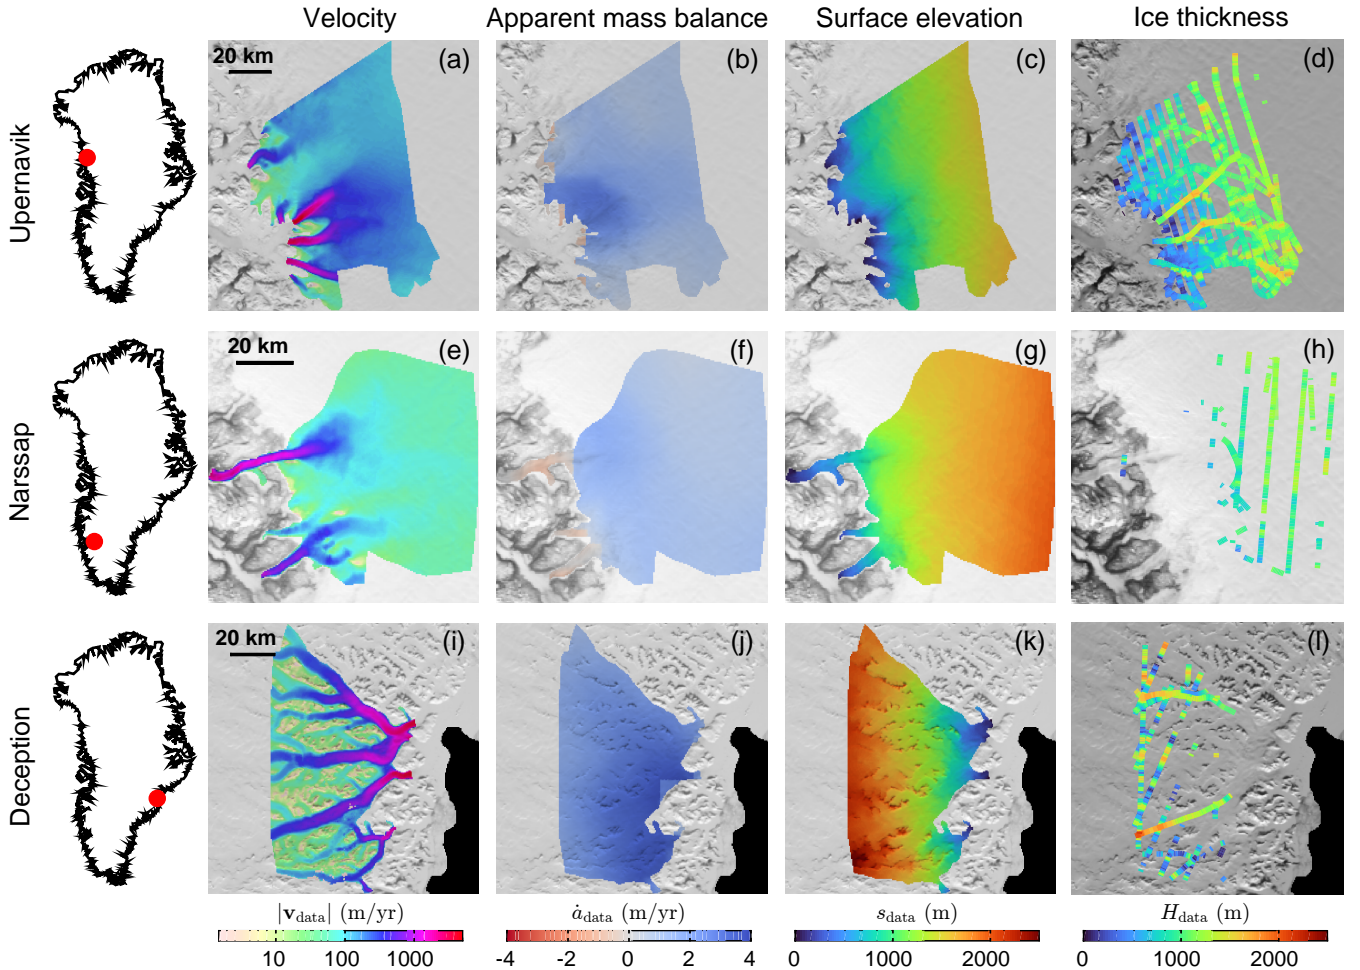 Velocity Apparent mass balance Surface elevation Ice thickness
Upernavik
20 km
(a) (b) (c) (d)
Narssap
20 km
(e) (f) (g) (h)
Deception
20 km
(i) (j) (k) (l)
|v_data| (m/yr) ȧ_data (m/yr) s_data (m) H_data (m)
10 100 1000 -4 -2 0 2 4 0 1000 2000 0 1000 2000